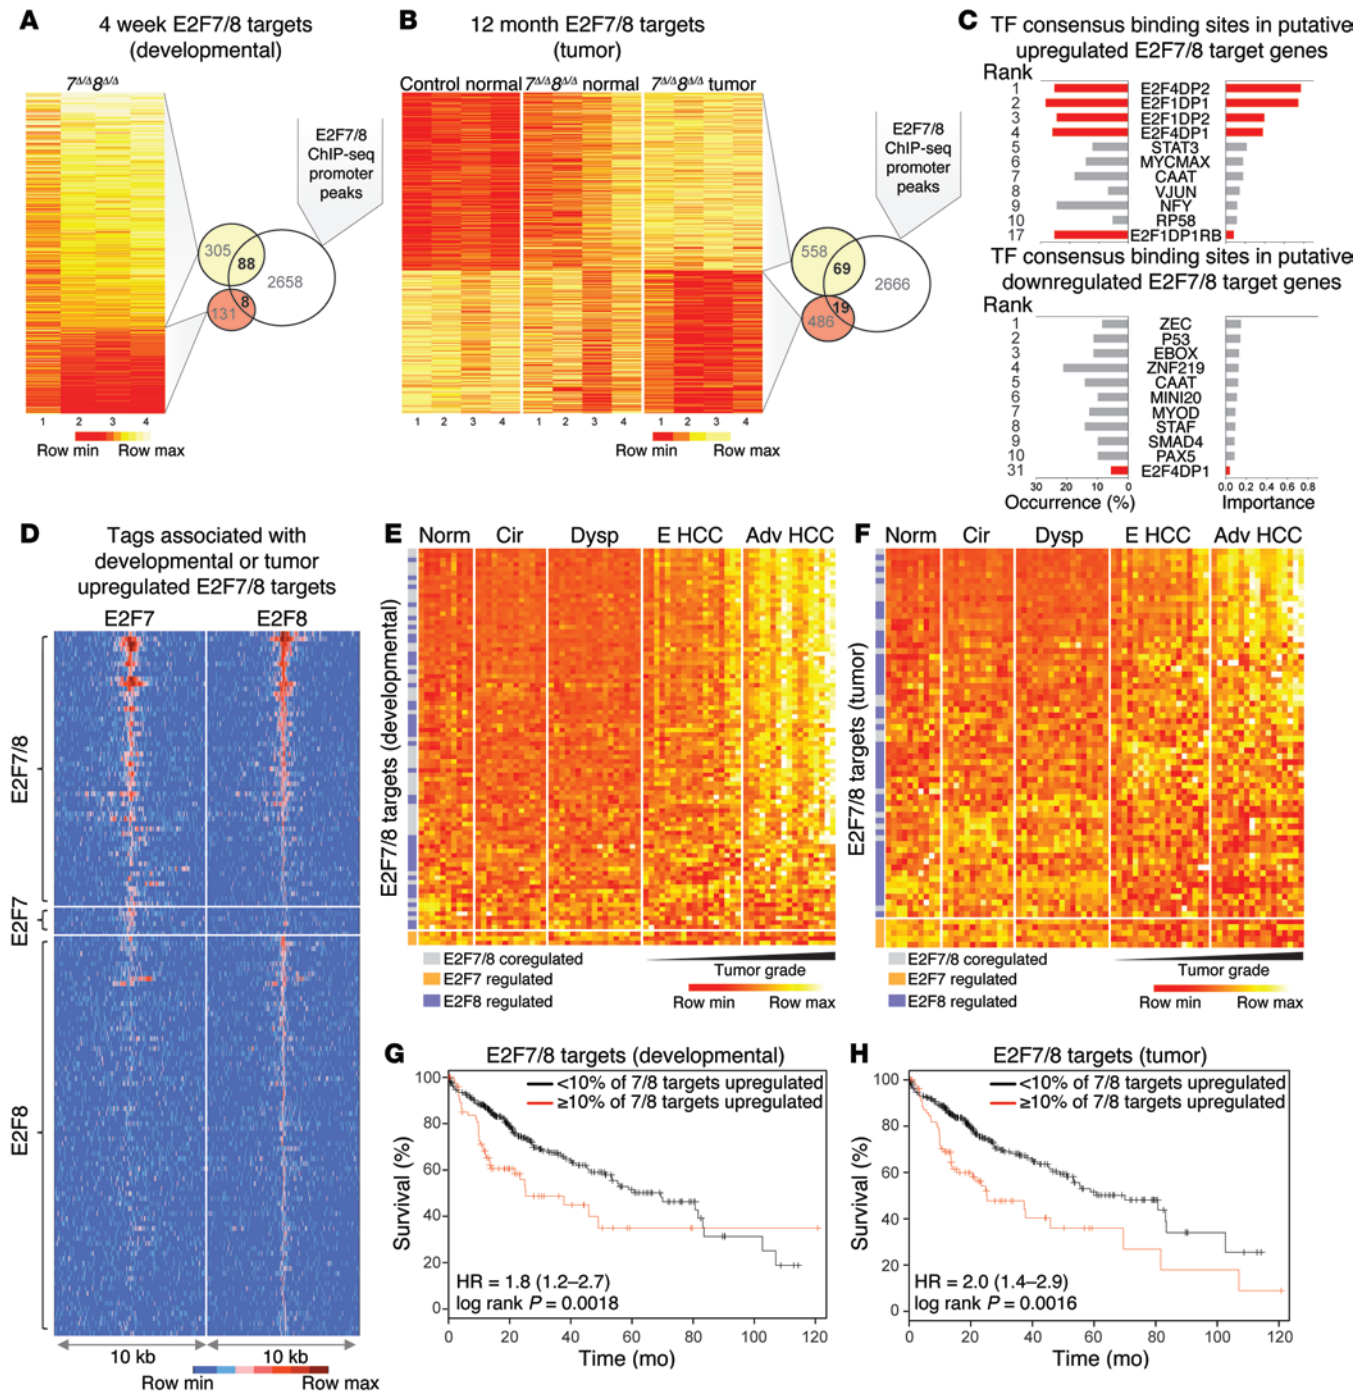 A
4 week E2F7/8 targets
(developmental)
7Δ/Δ8Δ/Δ
305
88
8
131
2658
E2F7/8
ChIP-seq
promoter
peaks
1 2 3 4
Row min Row max
B
12 month E2F7/8 targets
(tumor)
Control normal 7Δ/Δ8Δ/Δ normal 7Δ/Δ8Δ/Δ tumor
558
69
19
486
2666
E2F7/8
ChIP-seq
promoter
peaks
1 2 3 4 1 2 3 4 1 2 3 4
Row min Row max
C
TF consensus binding sites in putative
upregulated E2F7/8 target genes
Rank
1 E2F4DP2
2 E2F1DP1
3 E2F1DP2
4 E2F4DP1
5 STAT3
6 MYCMAX
7 CAAT
8 VJUN
9 NFY
10 RP58
17 E2F1DP1RB
TF consensus binding sites in putative
downregulated E2F7/8 target genes
Rank
1 ZEC
2 P53
3 EBOX
4 ZNF219
5 CAAT
6 MINI20
7 MYOD
8 STAF
9 SMAD4
10 PAX5
31 E2F4DP1
30 20 10 0 0.0 0.2 0.4 0.6 0.8
Occurrence (%) Importance
D
Tags associated with
developmental or tumor
upregulated E2F7/8 targets
E2F7 E2F8
E2F7/8
E2F7
E2F8
10 kb 10 kb
Row min Row max
E
Norm Cir Dysp E HCC Adv HCC
E2F7/8 targets (developmental)
E2F7/8 coregulated
E2F7 regulated
E2F8 regulated
Tumor grade
Row min Row max
F
Norm Cir Dysp E HCC Adv HCC
E2F7/8 targets (tumor)
E2F7/8 coregulated
E2F7 regulated
E2F8 regulated
Tumor grade
Row min Row max
G
E2F7/8 targets (developmental)
<10% of 7/8 targets upregulated
≥10% of 7/8 targets upregulated
100
80
60
40
20
0
Survival (%)
HR = 1.8 (1.2–2.7)
log rank P = 0.0018
0 20 40 60 80 100 120
Time (mo)
H
E2F7/8 targets (tumor)
<10% of 7/8 targets upregulated
≥10% of 7/8 targets upregulated
100
80
60
40
20
0
Survival (%)
HR = 2.0 (1.4–2.9)
log rank P = 0.0016
0 20 40 60 80 100 120
Time (mo)